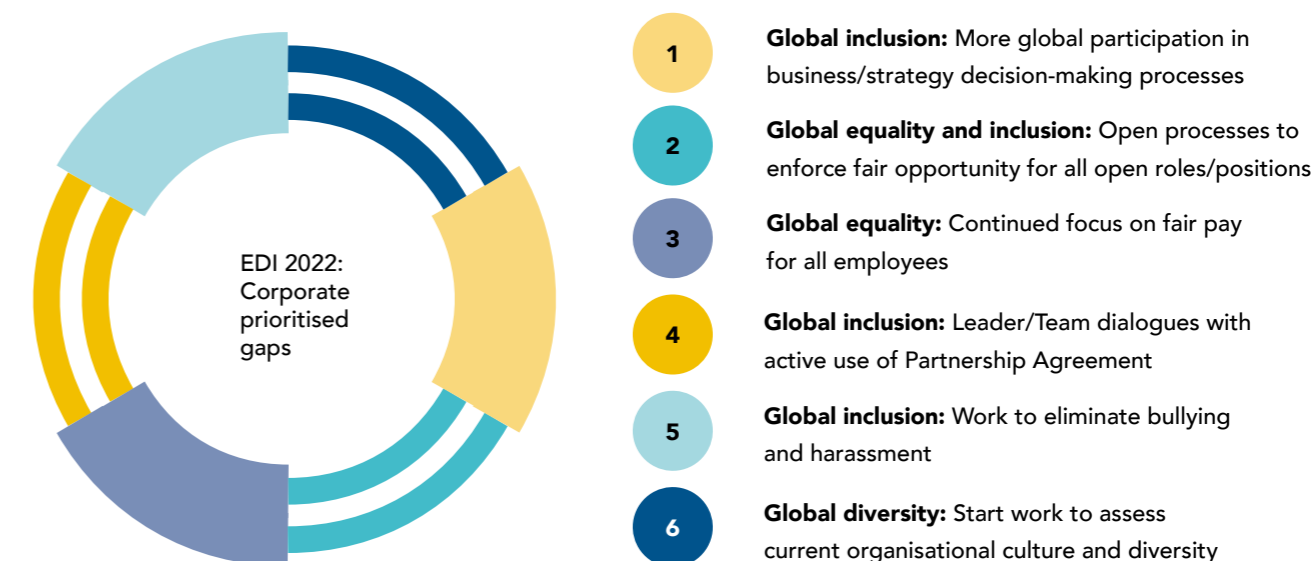 EDI 2022:
Corporate
prioritised
gaps
1
Global inclusion: More global participation in
business/strategy decision-making processes
2
Global equality and inclusion: Open processes to
enforce fair opportunity for all open roles/positions
3
Global equality: Continued focus on fair pay
for all employees
4
Global inclusion: Leader/Team dialogues with
active use of Partnership Agreement
5
Global inclusion: Work to eliminate bullying
and harassment
6
Global diversity: Start work to assess
current organisational culture and diversity